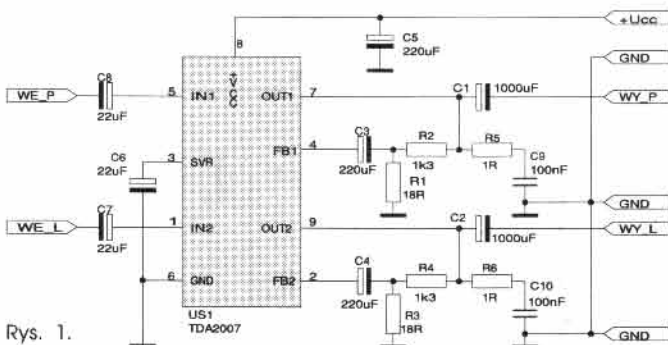 +Ucc
8
C5
220uF
GND
C8
C1
1000uF
WE_P
5
IN1
+VCC
OUT1
7
WY_P
22uF
C3
R2
R5
C6
22uF
3
SVR
FB1
4
220uF
1k3
1R
C9
100nF
R1
18R
C7
GND
WE_L
1
IN2
OUT2
9
C2
WY_L
22uF
1000uF
C4
R4
R6
6
GND
FB2
2
220uF
1k3
1R
C10
100nF
US1
TDA2007
R3
18R
GND
Rys. 1.